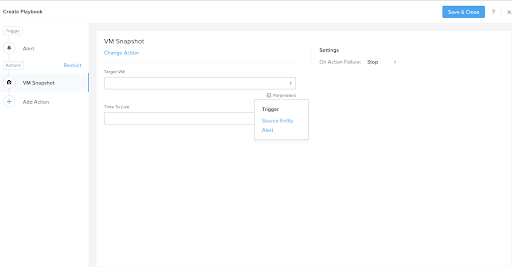 Create Playbook
Save & Close
?
Trigger
Alert
Actions
Restrict
VM Snapshot
Add Action
VM Snapshot
Change Action
Target VM
Parameters
Time To Live
Trigger
Source Entity
Alert
Settings
On Action Failure: Stop